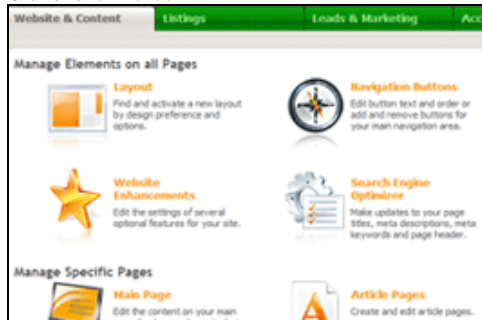 Website & Content
Listings
Leads & Marketing
Acc
Manage Elements on all Pages
Layout
Find and activate a new layout
by design preference and
options.
Navigation Buttons
Edit button text and order or
add and remove buttons for
your main navigation area.
Website
Enhancements
Edit the settings of several
optional features for your site.
Search Engine
Optimizer
Make updates to your page
titles, meta descriptions, meta
keywords and page header.
Manage Specific Pages
Main Page
Edit the content on your main
Article Pages
Create and edit article pages.